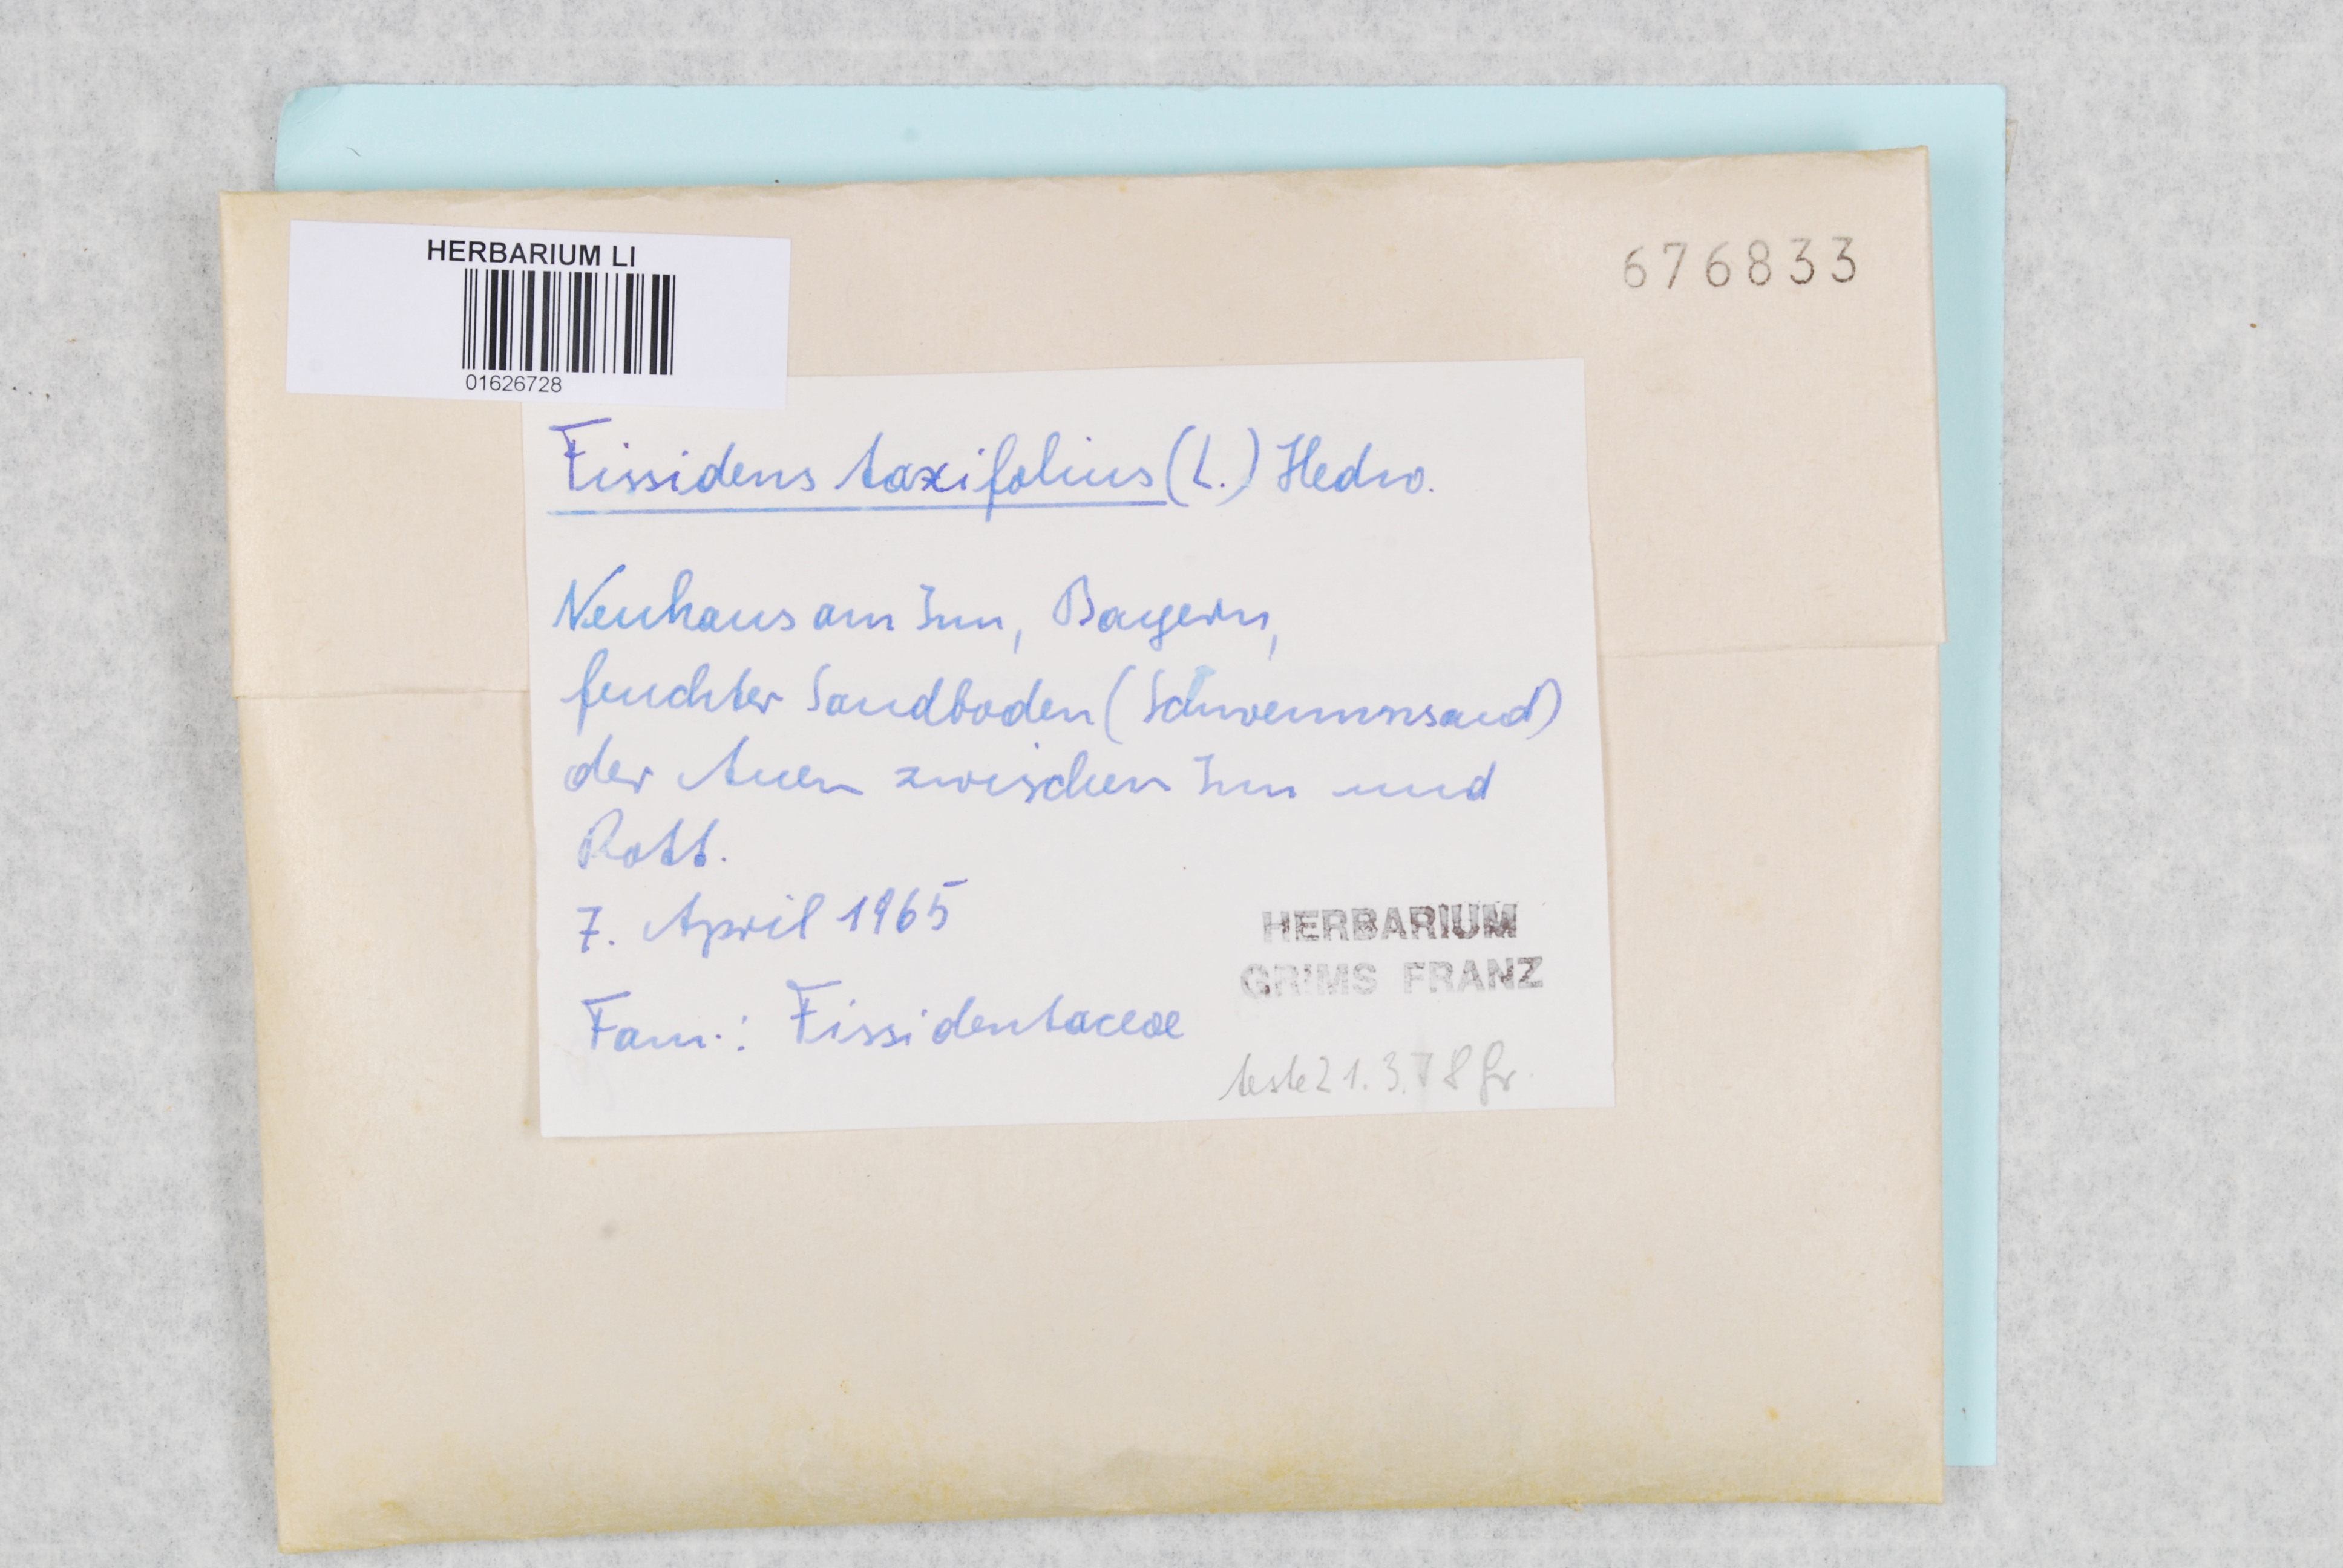 HERBARIUM LI
01626728
676833
Fissidens taxifolius (L.) Hedw.
Neuhaus am Inn, Bayern,
feuchter Sandboden (Schwemmsand)
der Auen zwischen Inn und
Rott.
7. April 1965
HERBARIUM
GRIMS FRANZ
Fam.: Fissidentaceae
teste 21.3.78 Gr.